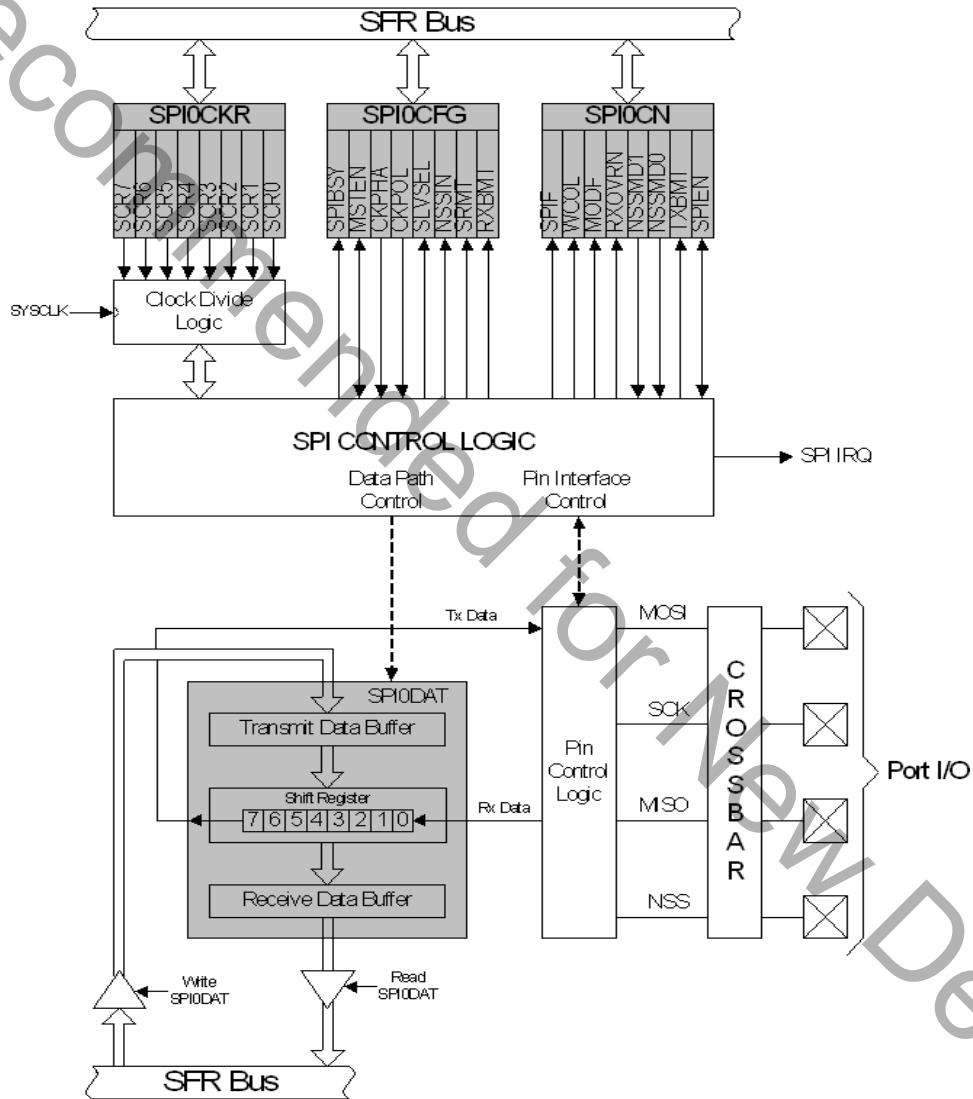 SFR Bus
SPI0CKR
SCR7
SCR6
SCR5
SCR4
SCR3
SCR2
SCR1
SCR0
SPI0CFG
SPIBSY
MSTEN
CKPHA
CKPOL
SLVSEL
NSSIN
SRMT
RXBMT
SPI0CN
SPIF
WCOL
MODF
RXOVRN
NSSMD1
NSSMD0
TXBMT
SPIEN
SYSCLK
Clock Divide
Logic
SPI CONTROL LOGIC
Data Path
Control
Pin Interface
Control
SPI IRQ
Tx Data
SPI0DAT
Transmit Data Buffer
Shift Register
7 6 5 4 3 2 1 0
Rx Data
Receive Data Buffer
Pin
Control
Logic
MOSI
SCK
MISO
NSS
CROSSBAR
Port I/O
Write
SPI0DAT
Read
SPI0DAT
SFR Bus
ecommended for New De